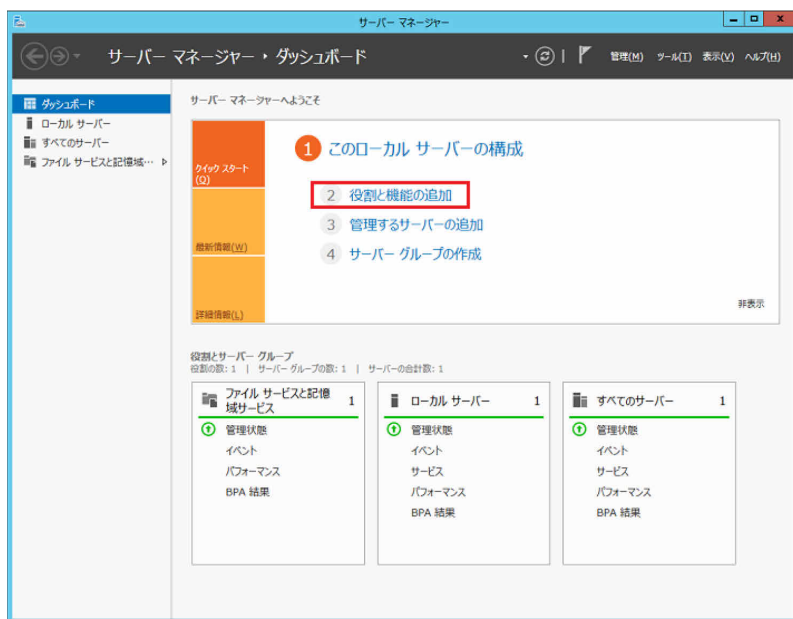 サーバー マネージャー
サーバー マネージャー ・ ダッシュボード
管理(M) ツール(T) 表示(V) ヘルプ(H)
ダッシュボード
ローカル サーバー
すべてのサーバー
ファイル サービスと記憶域…
サーバー マネージャーへようこそ
クイック スタート
(Q)
最新情報(W)
詳細情報(L)
1 このローカル サーバーの構成
2 役割と機能の追加
3 管理するサーバーの追加
4 サーバー グループの作成
非表示
役割とサーバー グループ
役割の数: 1 | サーバー グループの数: 1 | サーバーの合計数: 1
ファイル サービスと記憶
域サービス 1
管理状態
イベント
パフォーマンス
BPA 結果
ローカル サーバー 1
管理状態
イベント
サービス
パフォーマンス
BPA 結果
すべてのサーバー 1
管理状態
イベント
サービス
パフォーマンス
BPA 結果